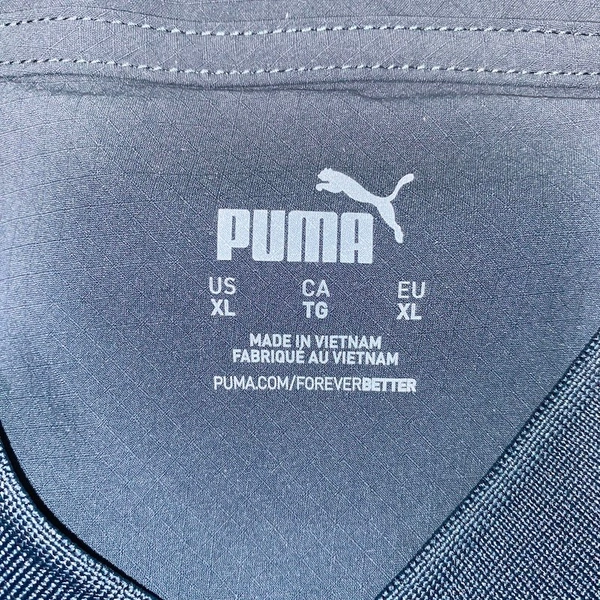 PUMA
US CA EU
XL TG XL
MADE IN VIETNAM
FABRIQUÉ AU VIETNAM
PUMA.COM/FOREVERBETTER